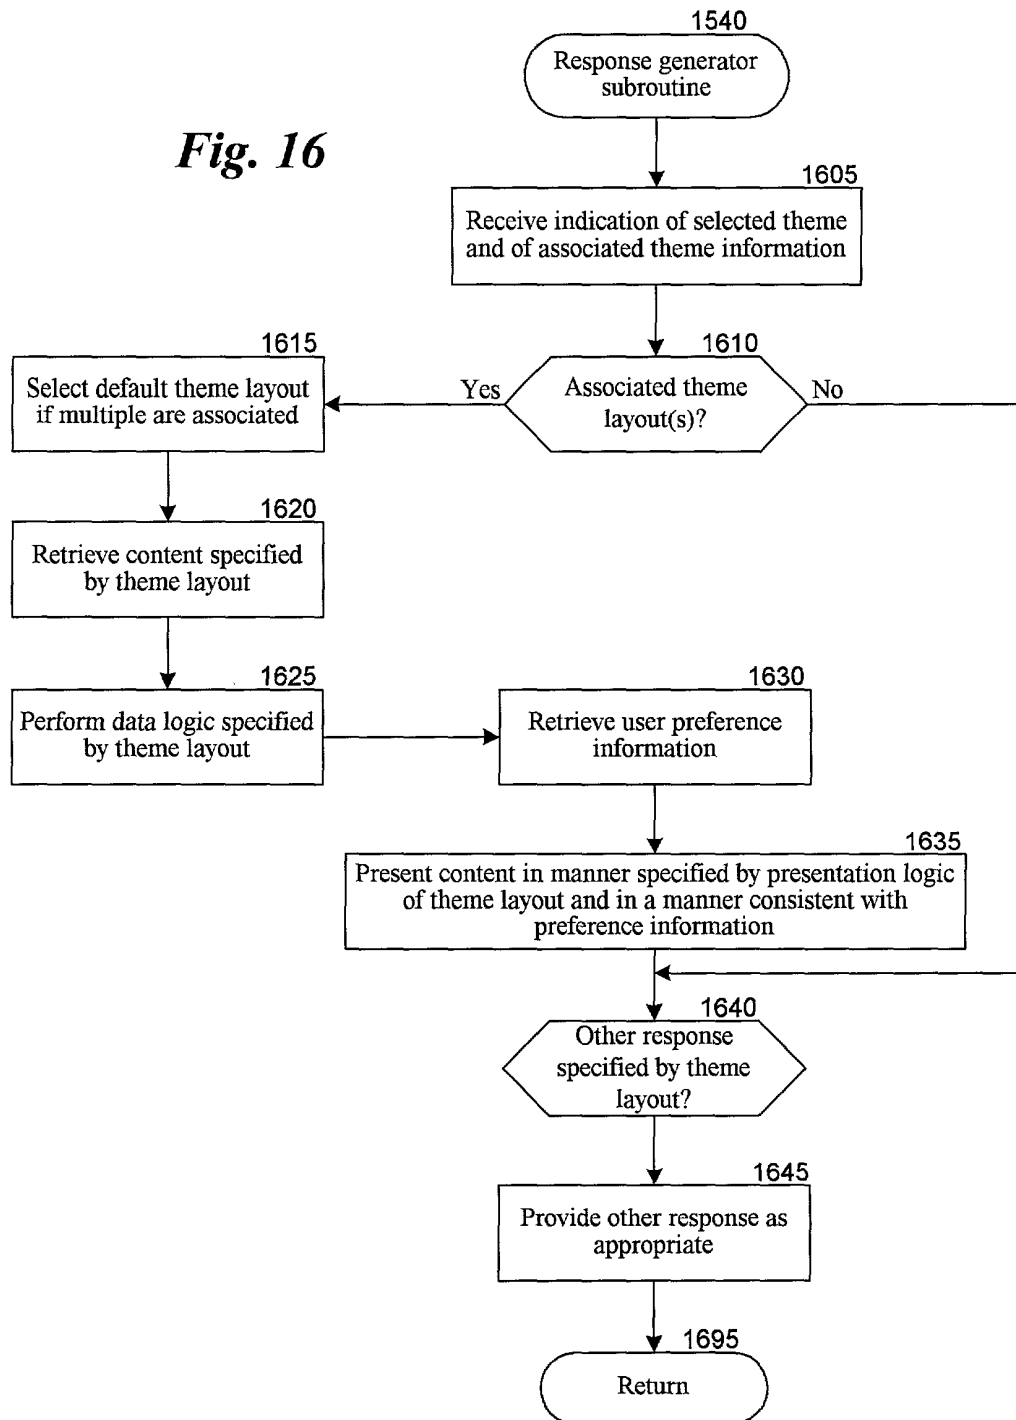 1540
Response generator
subroutine
Fig. 16
1605
Receive indication of selected theme
and of associated theme information
1610
Associated theme
layout(s)?
Yes
No
1615
Select default theme layout
if multiple are associated
1620
Retrieve content specified
by theme layout
1625
Perform data logic specified
by theme layout
1630
Retrieve user preference
information
1635
Present content in manner specified by presentation logic
of theme layout and in a manner consistent with
preference information
1640
Other response
specified by theme
layout?
1645
Provide other response as
appropriate
1695
Return